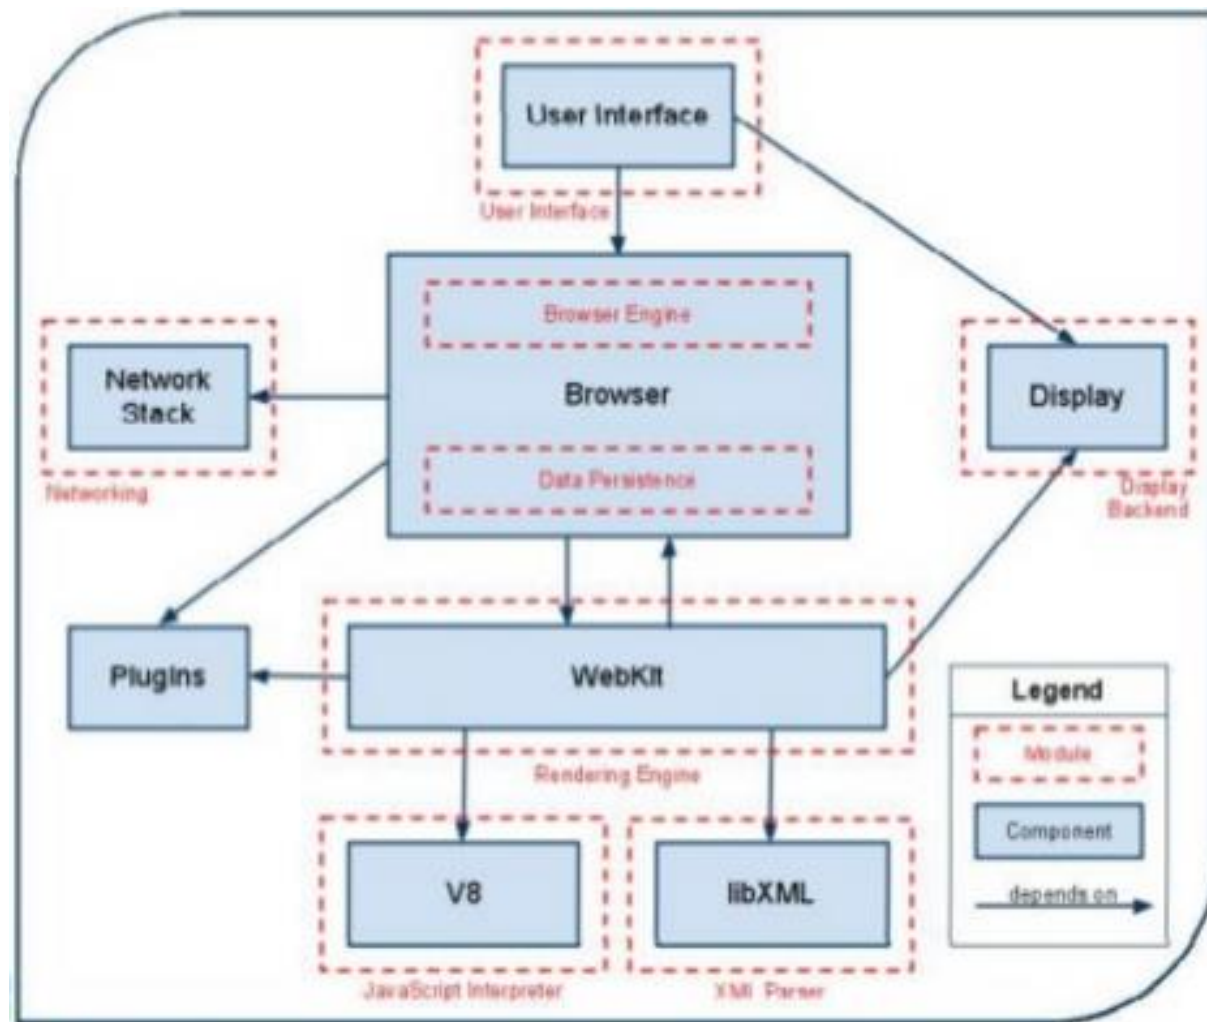 User Interface
User Interface
Browser Engine
Network
Stack
Networking
Browser
Data Persistence
Display
Display
Backend
PlugIns
WebKit
Rendering Engine
V8
JavaScript Interpreter
libXML
XML Parser
Legend
Module
Component
depends on